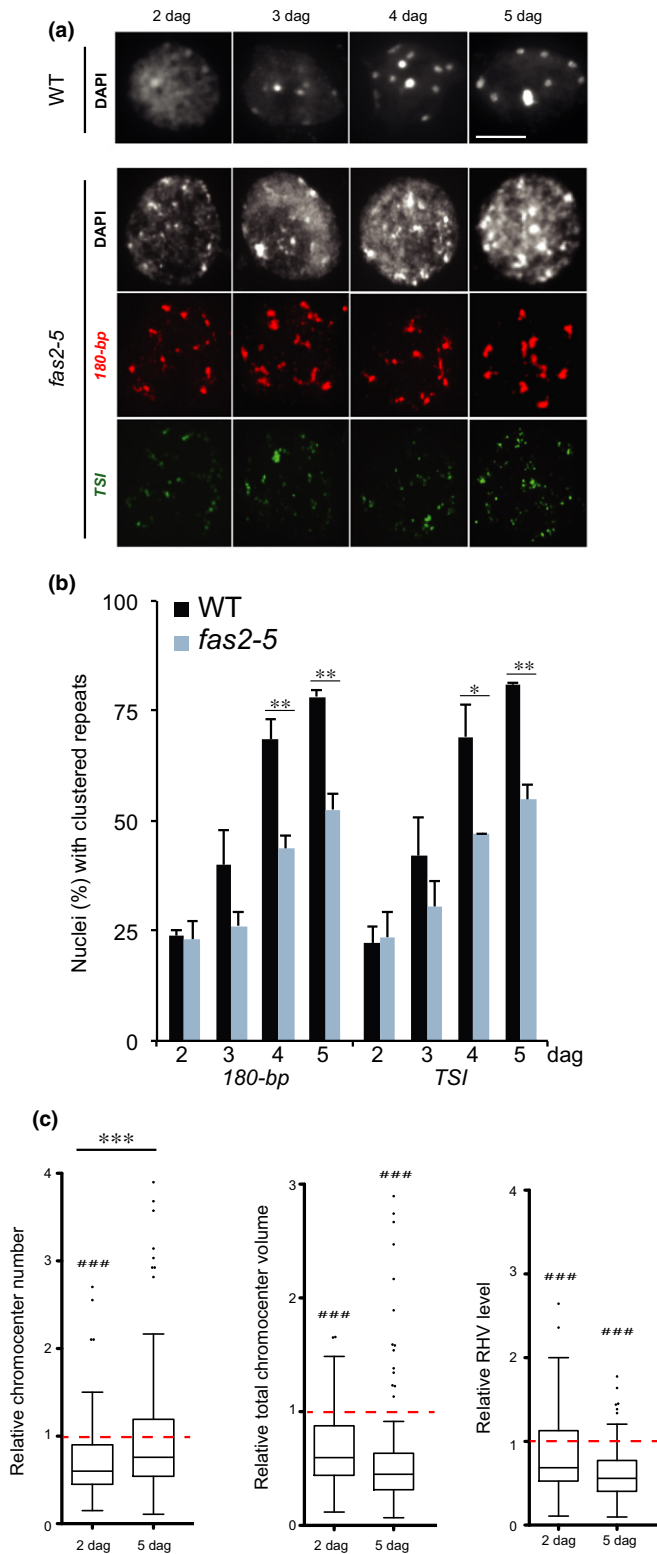 (a)
2 dag 3 dag 4 dag 5 dag
WT
DAPI
fas2-5
DAPI
180-bp
TSI
(b)
100
75
50
25
0
Nuclei (%) with clustered repeats
WT
fas2-5
** ** * **
2 3 4 5 2 3 4 5 dag
180-bp TSI
(c)
***
###
4
3
2
1
0
Relative chromocenter number
2 dag 5 dag
###
###
3
2
1
0
Relative total chromocenter volume
2 dag 5 dag
###
###
4
3
2
1
0
Relative RHV level
2 dag 5 dag